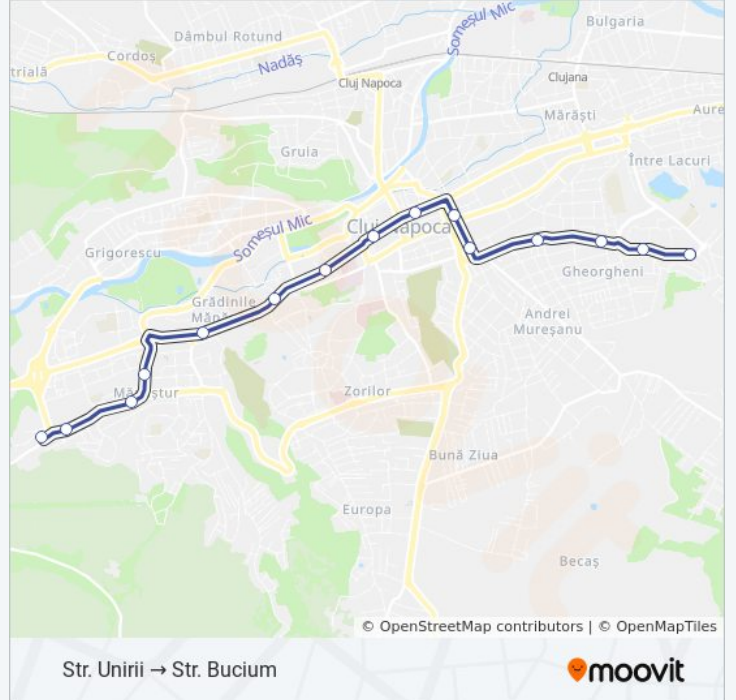 Someșul Mic
Bulgaria
Dâmbul Rotund
Cordoș
Nadăș
trială
Cluj Napoca
Clujana
Mărăști
Aure
Gruia
Între Lacuri
Someșul Mic
Cluj-Napoca
Grigorescu
Gheorgheni
Grădinile
Andrei
Mureșanu
Zorilor
Bună Ziua
Europa
Becaș
© OpenStreetMap contributors | © OpenMapTiles
Str. Unirii → Str. Bucium
moovit